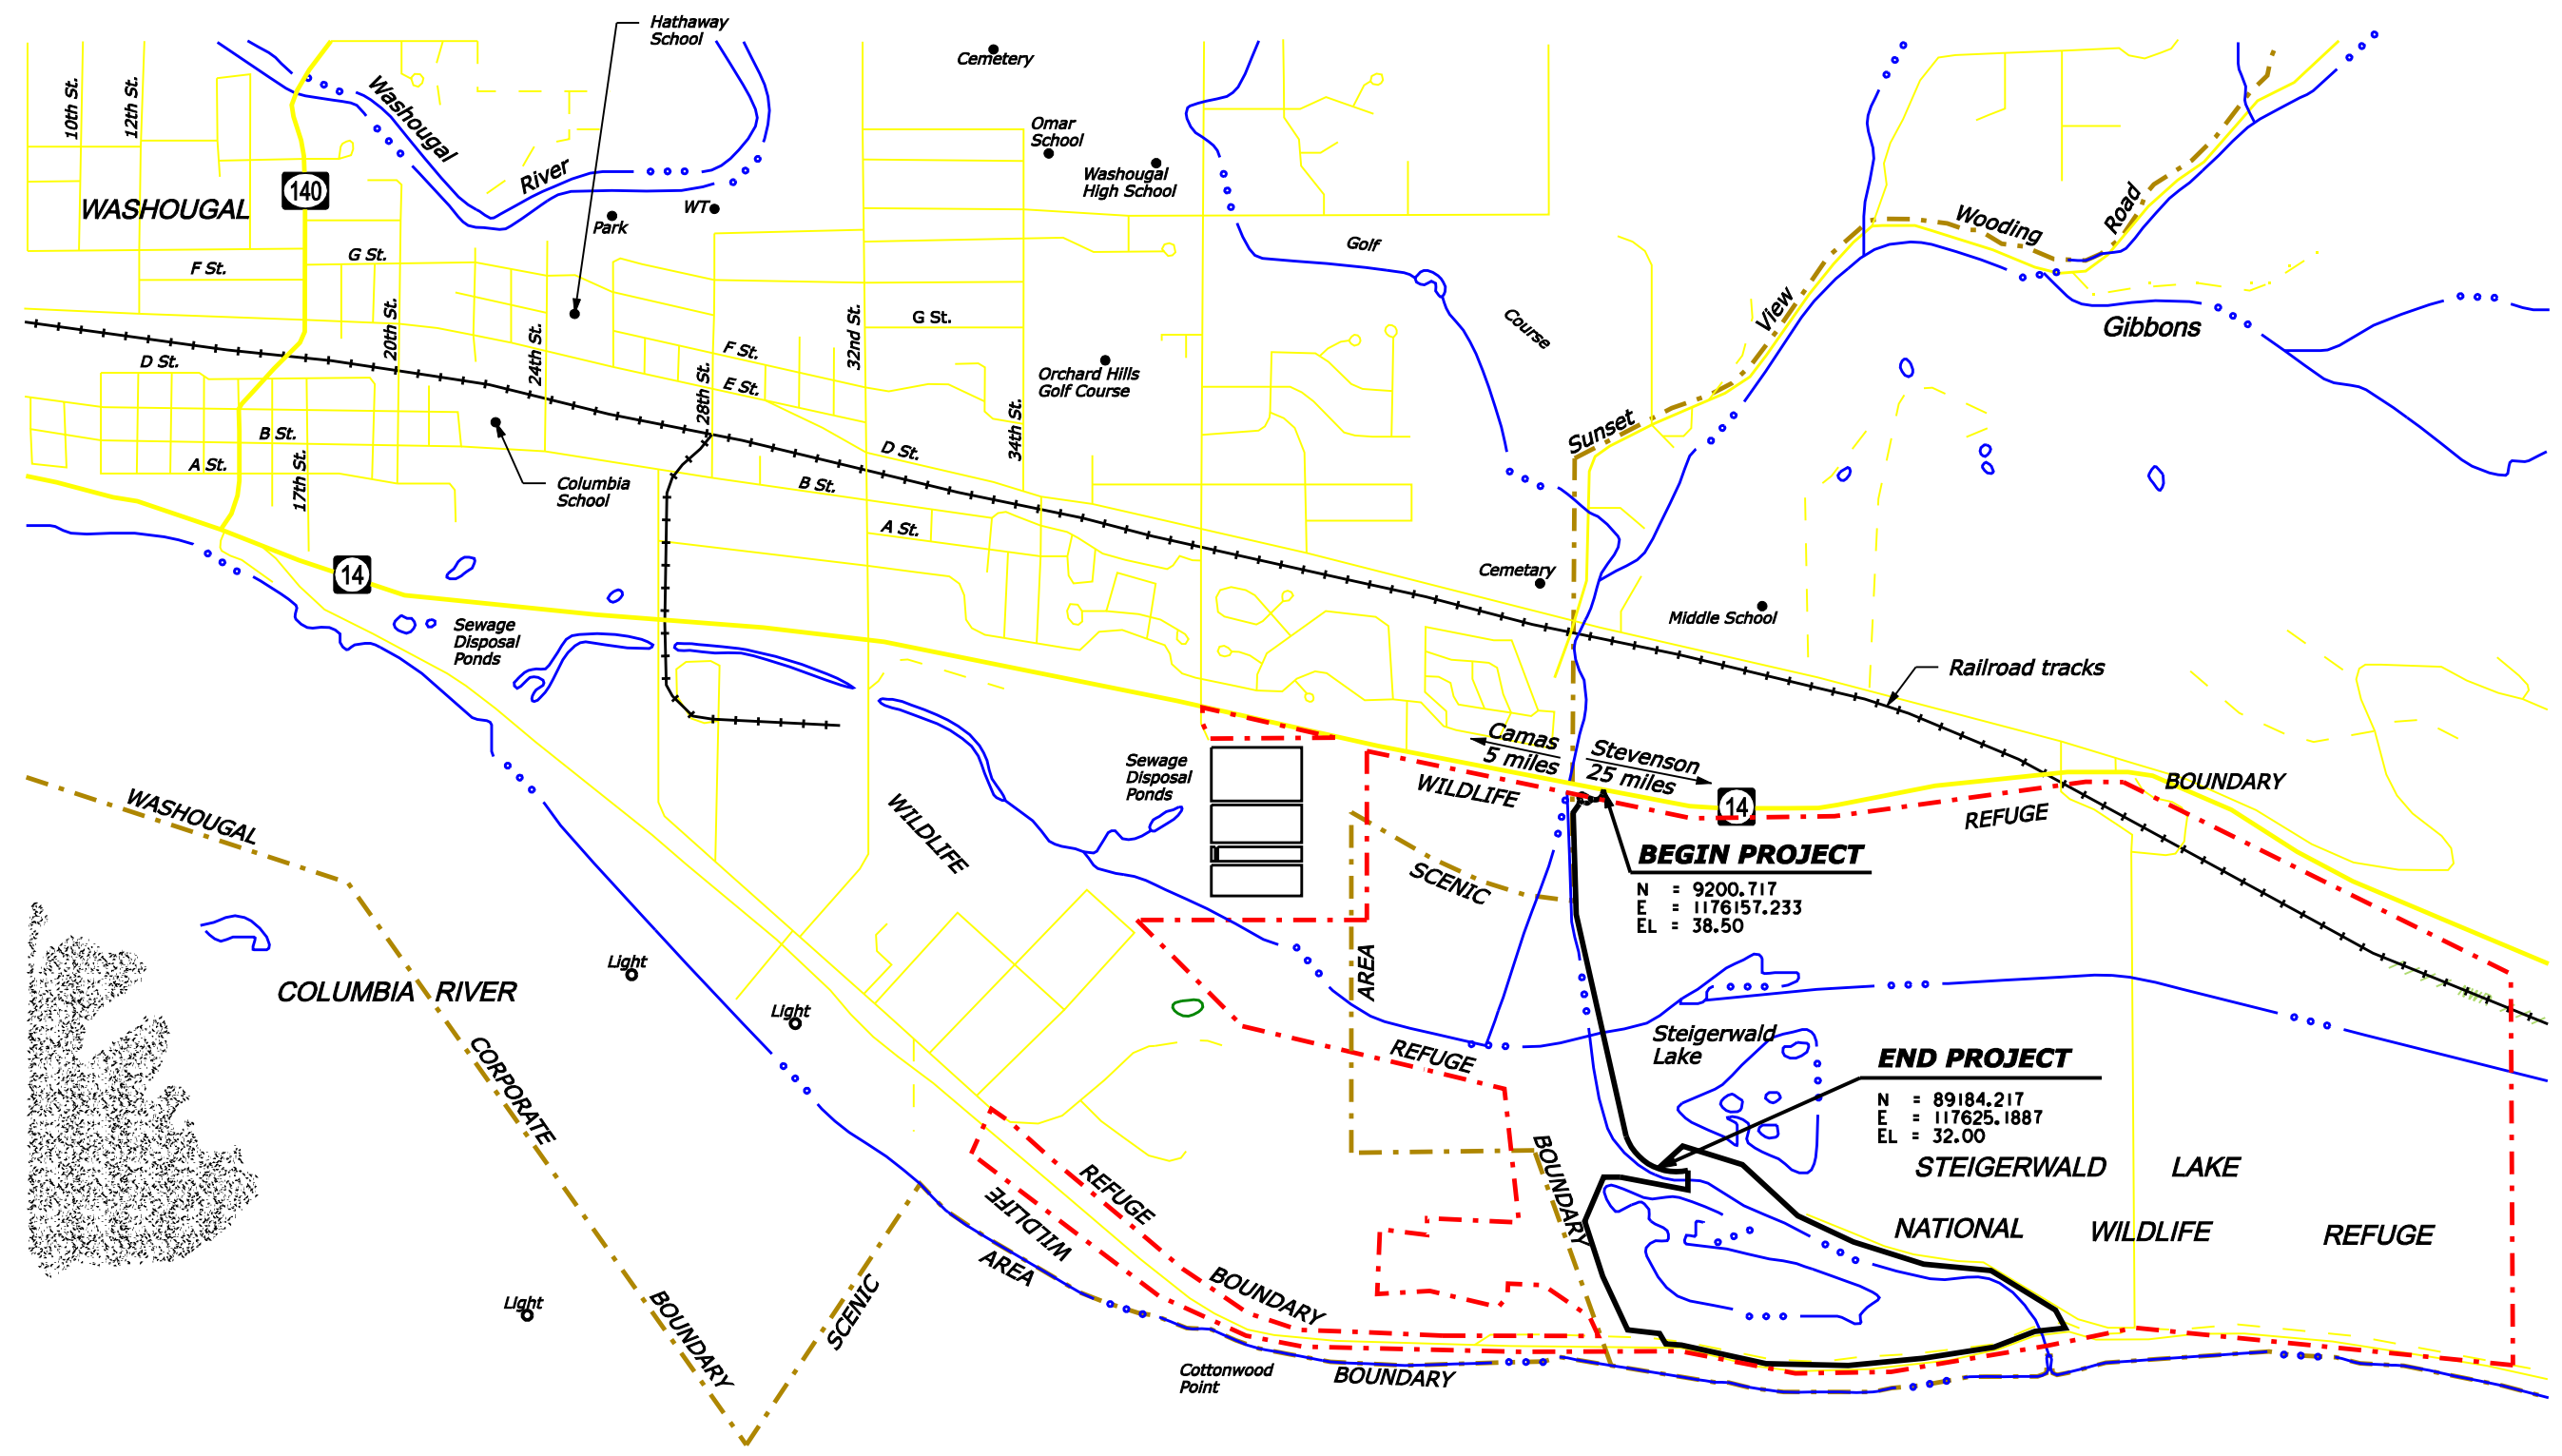 Hathaway
School
Cemetery
10th St.
12th St.
Washougal
River
Omar
School
Washougal
High School
140
WASHOUGAL
WT
Park
Golf
Course
Wooding
Road
View
Sunset
Gibbons
F St.
G St.
20th St.
24th St.
28th St.
32nd St.
34th St.
G St.
D St.
F St.
E St.
Orchard Hills
Golf Course
B St.
A St.
17th St.
Columbia
School
D St.
B St.
A St.
14
Cemetary
Middle School
Sewage
Disposal
Ponds
Railroad tracks
Camas
5 miles
Stevenson
25 miles
Sewage
Disposal
Ponds
WILDLIFE
14
REFUGE
BOUNDARY
WASHOUGAL
WILDLIFE
BEGIN PROJECT
N = 9200.717
E = 1176157.233
EL = 38.50
SCENIC
AREA
Light
COLUMBIA RIVER
Light
Steigerwald
Lake
REFUGE
END PROJECT
N = 89184.217
E = 117625.1887
EL = 32.00
CORPORATE
BOUNDARY
STEIGERWALD LAKE
NATIONAL WILDLIFE REFUGE
REFUGE
WILDLIFE
AREA
BOUNDARY
Light
BOUNDARY
SCENIC
Cottonwood
Point
BOUNDARY